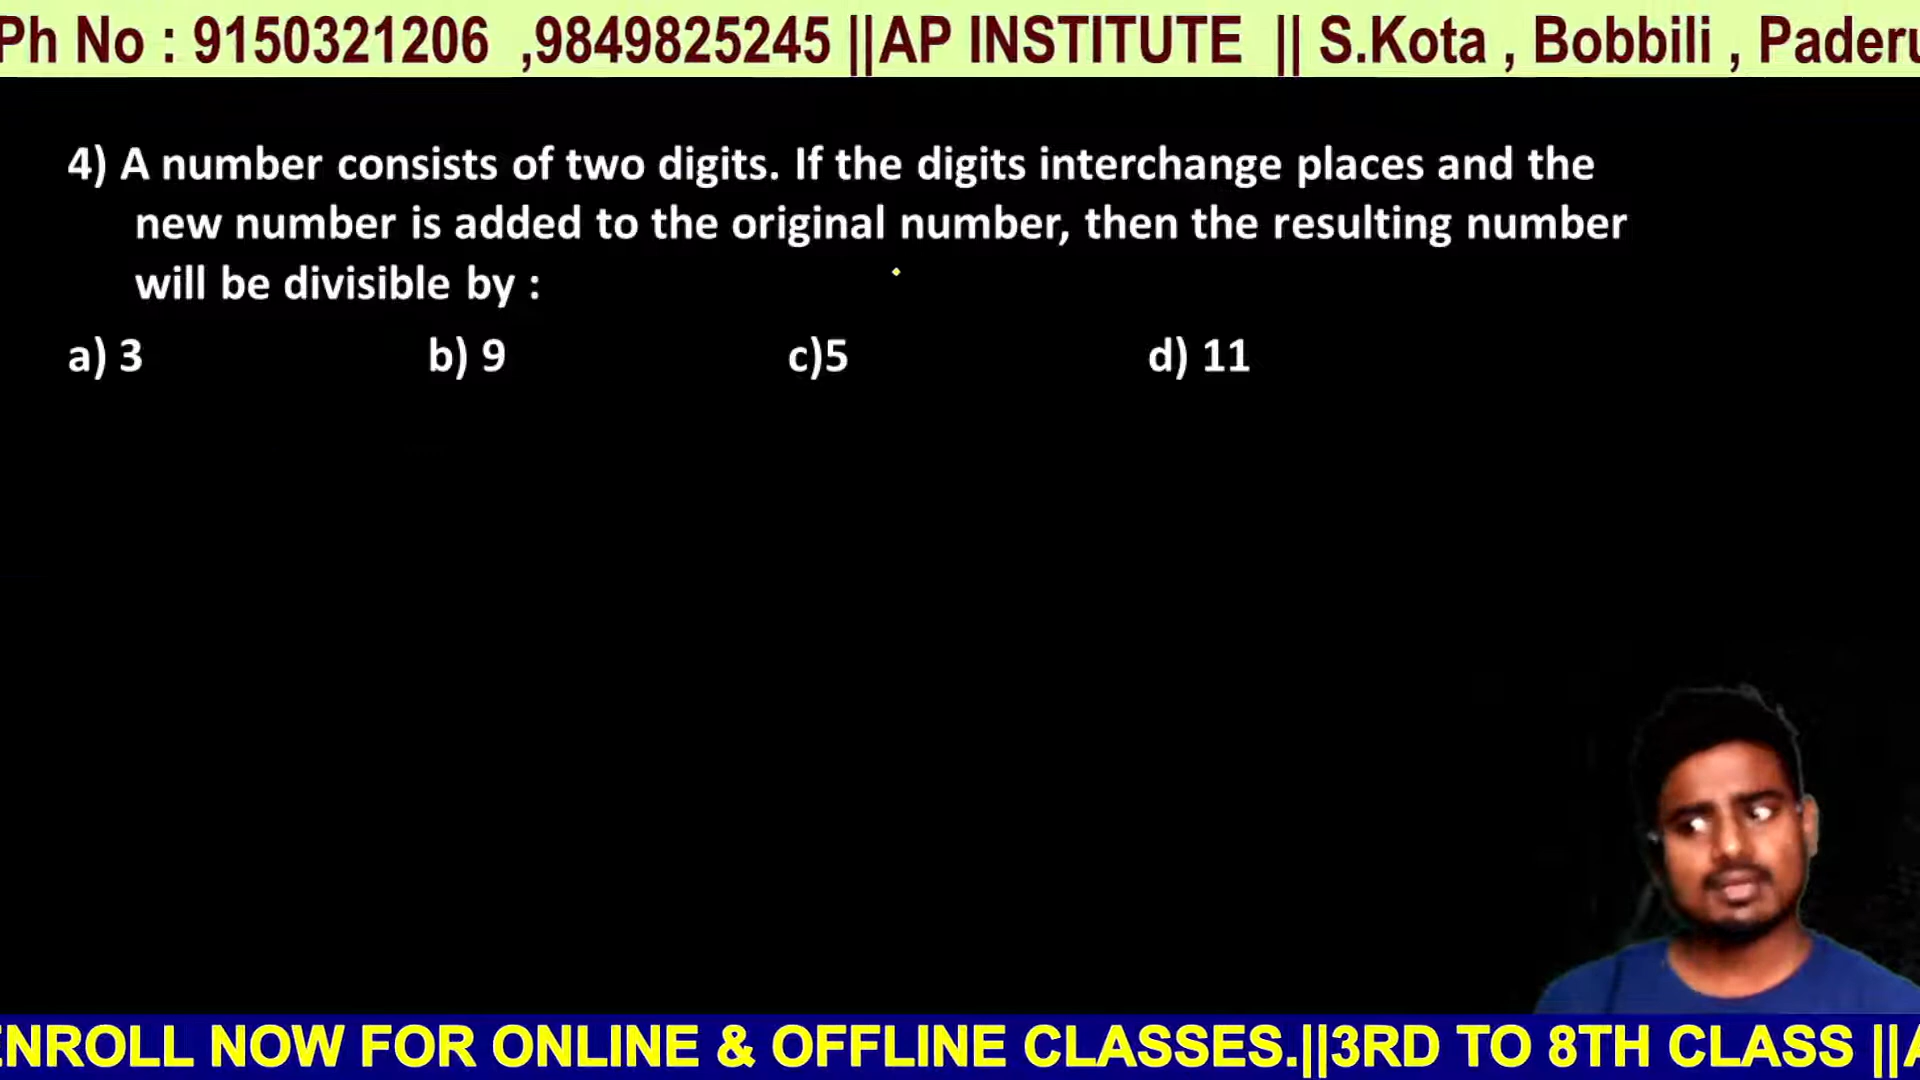 Ph No : 9150321206 ,9849825245 ||AP INSTITUTE || S.Kota , Bobbili , Paderu
4) A number consists of two digits. If the digits interchange places and the
new number is added to the original number, then the resulting number
will be divisible by :
a) 3 b) 9 c)5 d) 11
ENROLL NOW FOR ONLINE & OFFLINE CLASSES.||3RD TO 8TH CLASS ||A